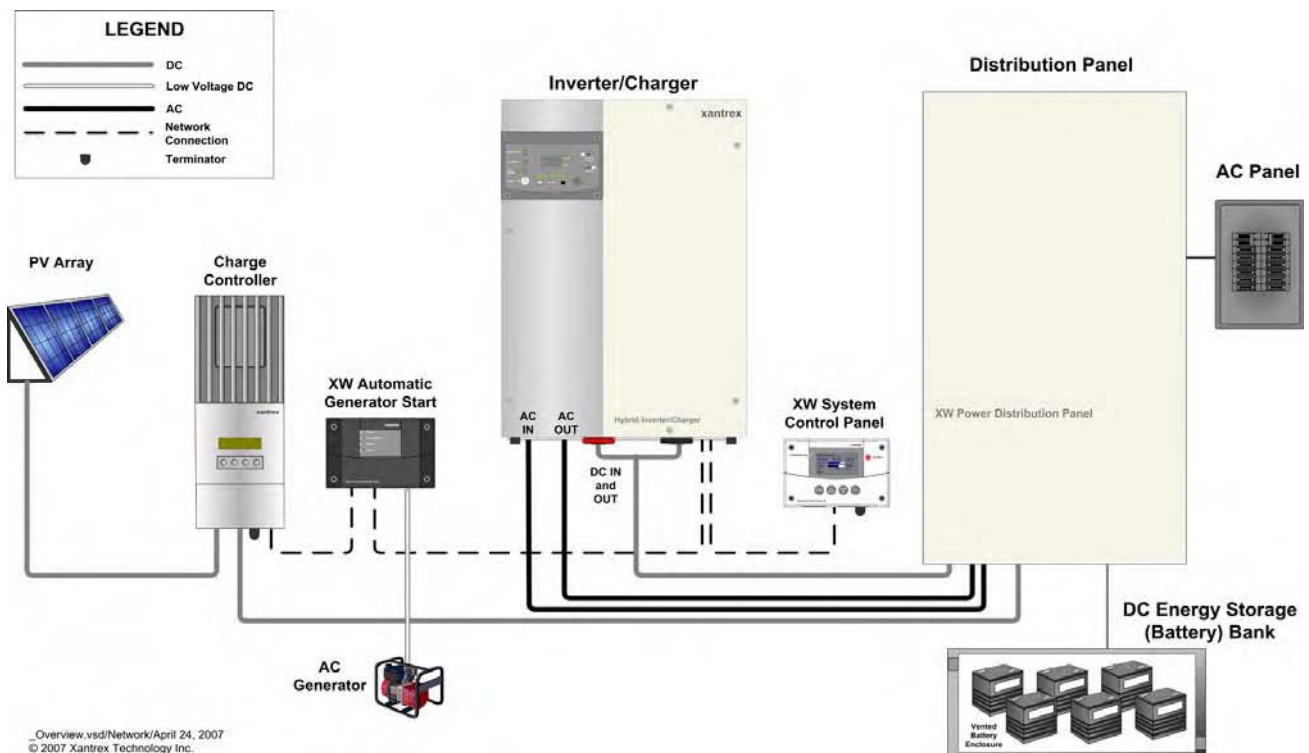 LEGEND
DC
Low Voltage DC
AC
Network
Connection
Terminator
Inverter/Charger
Distribution Panel
xantrex
AC Panel
PV Array
Charge
Controller
xantrex
XW Automatic
Generator Start
AC
IN
AC
OUT
Hybrid Inverter/Charger
XW System
Control Panel
XW Power Distribution Panel
DC IN
and
OUT
DC Energy Storage
(Battery) Bank
AC
Generator
Vented
Battery
Enclosure
_Overview.vsd/Network/April 24, 2007
© 2007 Xantrex Technology Inc.